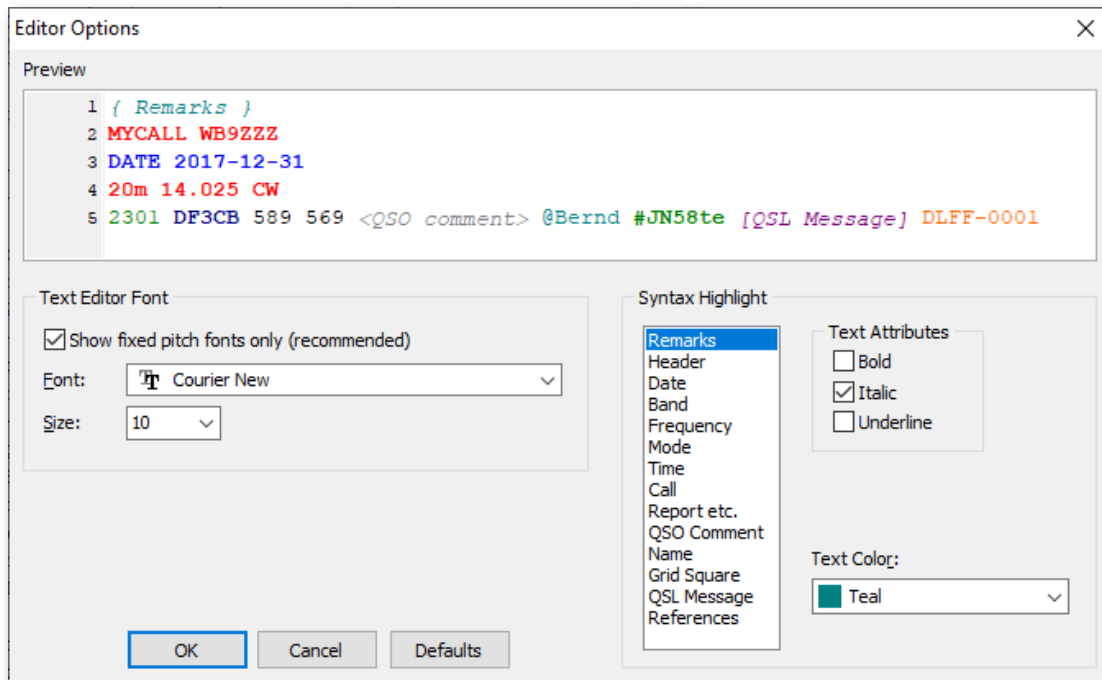 Editor Options
Preview
1 { Remarks }
2 MYCALL WB9ZZZ
3 DATE 2017-12-31
4 20m 14.025 CW
5 2301 DF3CB 589 569 <QSO comment> @Bernd #JN58te [QSL Message] DLFF-0001
Text Editor Font
Show fixed pitch fonts only (recommended)
Font: Courier New
Size: 10
Syntax Highlight
Remarks
Header
Date
Band
Frequency
Mode
Time
Call
Report etc.
QSO Comment
Name
Grid Square
QSL Message
References
Text Attributes
Bold
Italic
Underline
Text Color:
Teal
OK Cancel Defaults